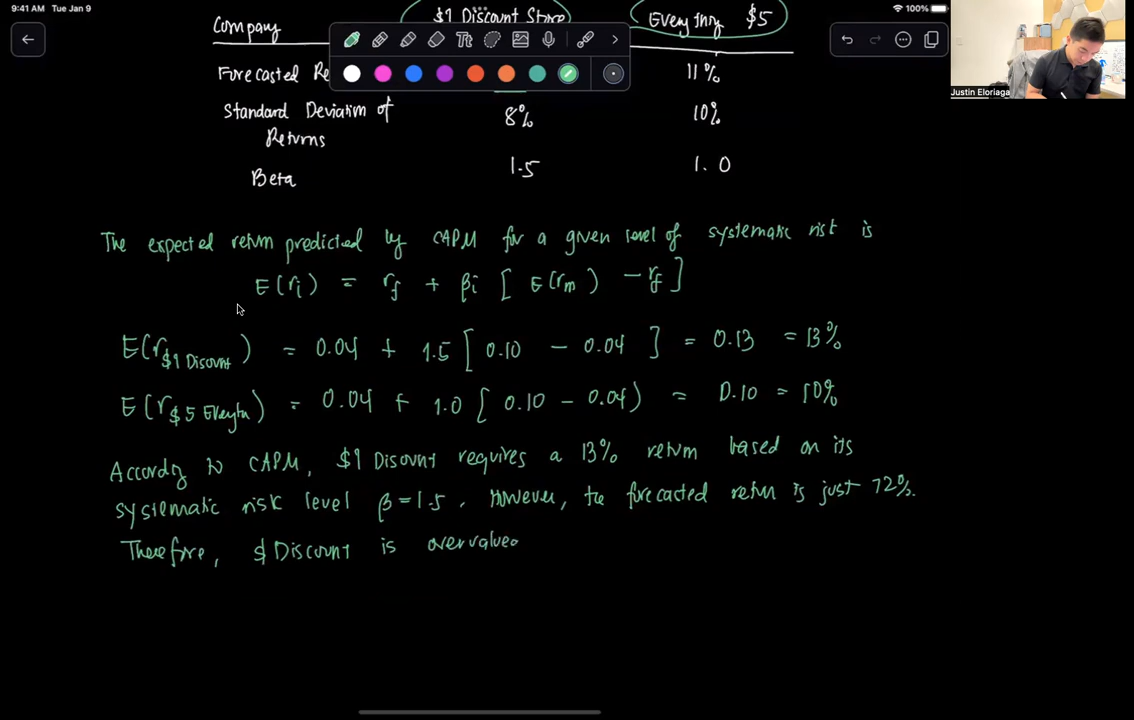 9:41 AM Tue Jan 9
100%
Company $1 Discount Store Everything $5
Forecasted Re 11%
Standard Deviation of 8% 10%
Returns
Beta 1.5 1.0
Justin Eloriaga
The expected return predicted by CAPM for a given level of systematic risk is
E(ri) = rf + βi [ E(rm) - rf ]
E(r$1 Discount) = 0.04 + 1.5 [ 0.10 - 0.04 ] = 0.13 = 13%
E(r$5 Everythn) = 0.04 + 1.0 [ 0.10 - 0.04) = 0.10 = 10%
According to CAPM, $1 Discount requires a 13% return based on its
systematic risk level β = 1.5. However, the forecasted return is just 12%.
Therefore, $ Discount is overvalued